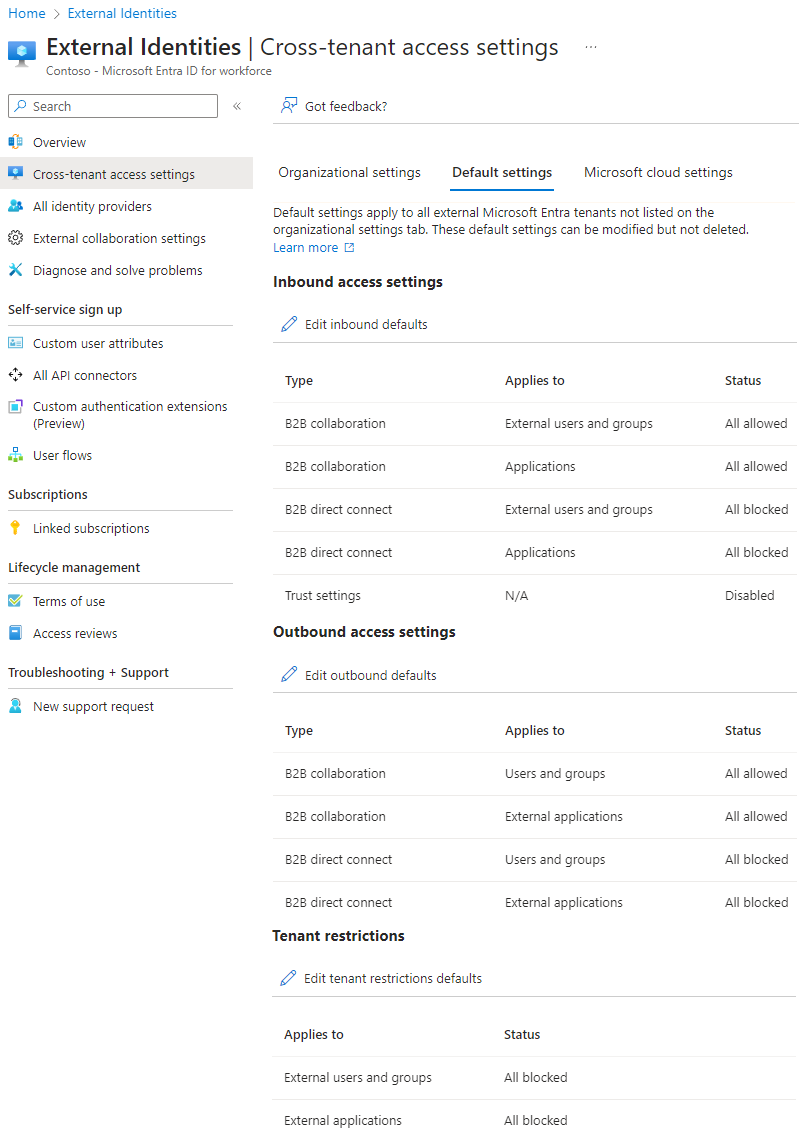 Home > External Identities
External Identities | Cross-tenant access settings ...
Contoso - Microsoft Entra ID for workforce
Search «
Overview
Cross-tenant access settings
All identity providers
External collaboration settings
Diagnose and solve problems
Self-service sign up
Custom user attributes
All API connectors
Custom authentication extensions
(Preview)
User flows
Subscriptions
Linked subscriptions
Lifecycle management
Terms of use
Access reviews
Troubleshooting + Support
New support request
Got feedback?
Organizational settings Default settings Microsoft cloud settings
Default settings apply to all external Microsoft Entra tenants not listed on the
organizational settings tab. These default settings can be modified but not deleted.
Learn more
Inbound access settings
Edit inbound defaults
Type Applies to Status
B2B collaboration External users and groups All allowed
B2B collaboration Applications All allowed
B2B direct connect External users and groups All blocked
B2B direct connect Applications All blocked
Trust settings N/A Disabled
Outbound access settings
Edit outbound defaults
Type Applies to Status
B2B collaboration Users and groups All allowed
B2B collaboration External applications All allowed
B2B direct connect Users and groups All blocked
B2B direct connect External applications All blocked
Tenant restrictions
Edit tenant restrictions defaults
Applies to Status
External users and groups All blocked
External applications All blocked